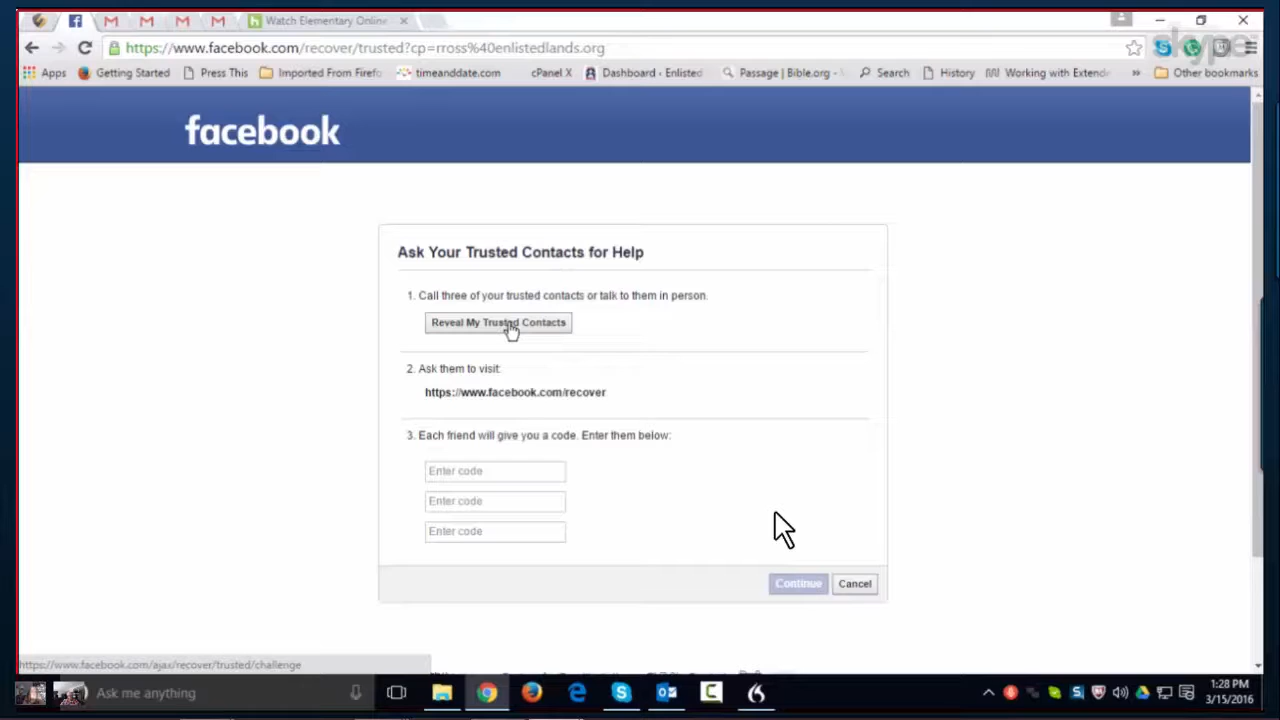 Watch Elementary Online
https://www.facebook.com/recover/trusted?cp=rross%40enlistedlands.org
skype
Apps Getting Started Press This Imported From Firefo timeanddate.com cPanel X Dashboard - Enlisted Passage | Bible.org - Search History Working with Extend » Other bookmarks
facebook
Ask Your Trusted Contacts for Help
1. Call three of your trusted contacts or talk to them in person.
Reveal My Trusted Contacts
2. Ask them to visit:
https://www.facebook.com/recover
3. Each friend will give you a code. Enter them below:
Enter code
Enter code
Enter code
Continue Cancel
https://www.facebook.com/ajax/recover/trusted/challenge
Ask me anything
1:28 PM
3/15/2016